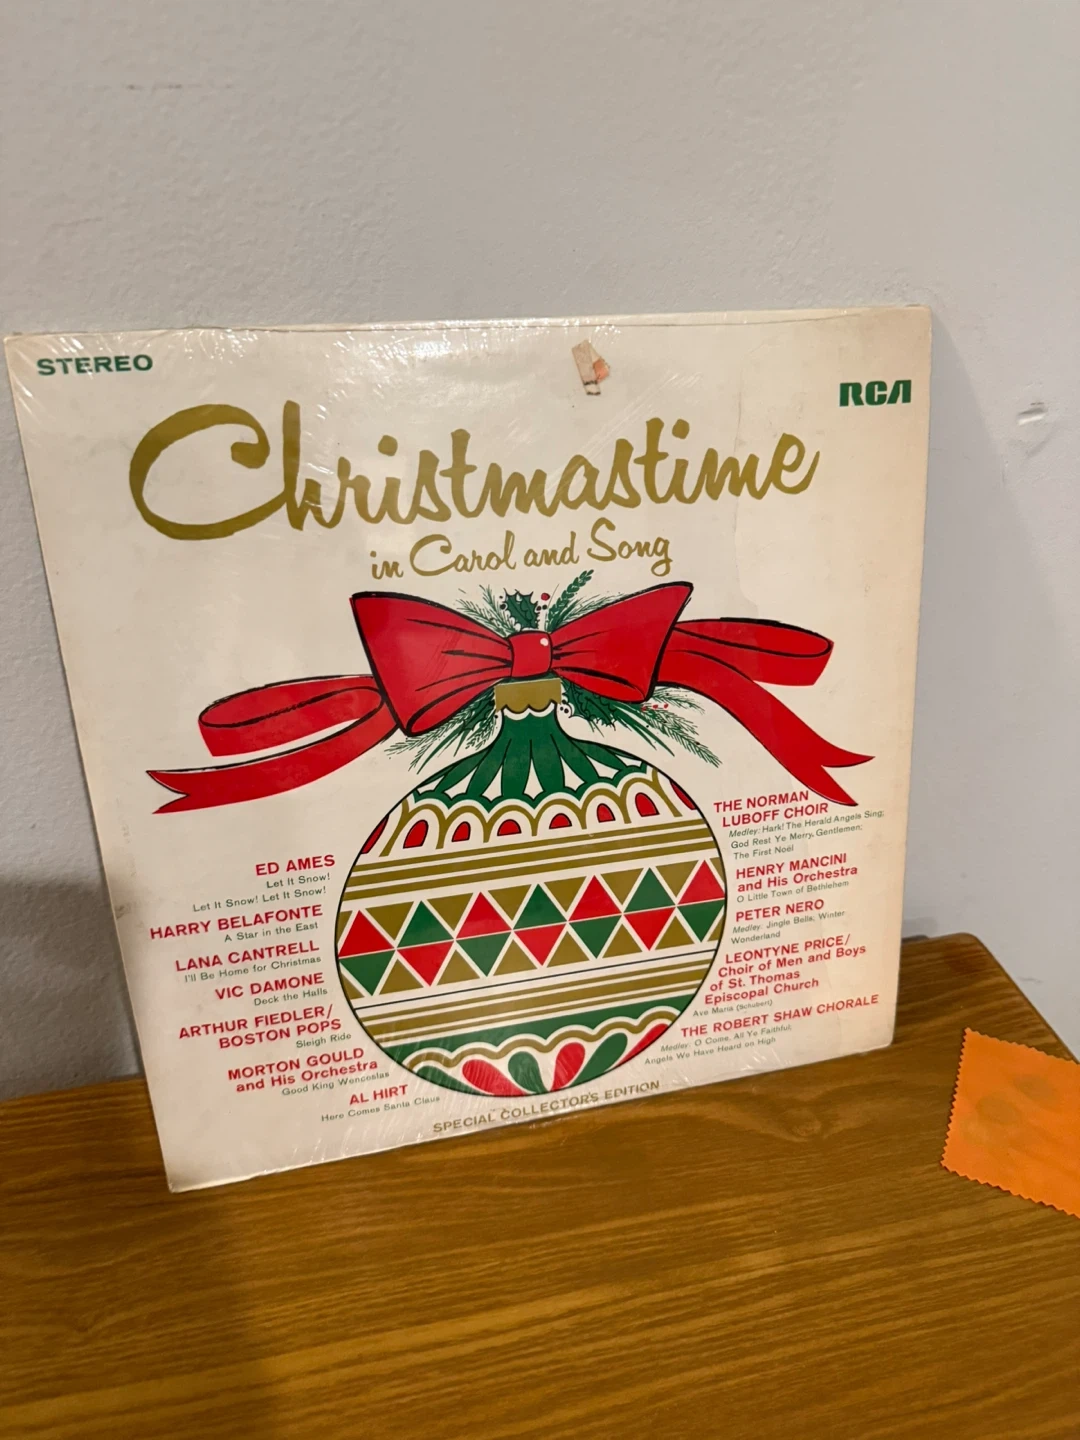 STEREO
RCA
Christmastime
in Carol and Song
ED AMES
Let It Snow!
Let It Snow! Let It Snow!
HARRY BELAFONTE
A Star in the East
LANA CANTRELL
I'll Be Home for Christmas
VIC DAMONE
Deck the Halls
ARTHUR FIEDLER/
BOSTON POPS
Sleigh Ride
MORTON GOULD
and His Orchestra
Good King Wenceslas
AL HIRT
Here Comes Santa Claus
THE NORMAN
LUBOFF CHOIR
Medley: Hark! The Herald Angels Sing;
God Rest Ye Merry, Gentlemen;
The First Noël
HENRY MANCINI
and His Orchestra
O Little Town of Bethlehem
PETER NERO
Medley: Jingle Bells; Winter
Wonderland
LEONTYNE PRICE/
Choir of Men and Boys
of St. Thomas
Episcopal Church
Ave Maria (Schubert)
THE ROBERT SHAW CHORALE
Medley: O Come, All Ye Faithful;
Angels We Have Heard on High
SPECIAL COLLECTOR'S EDITION